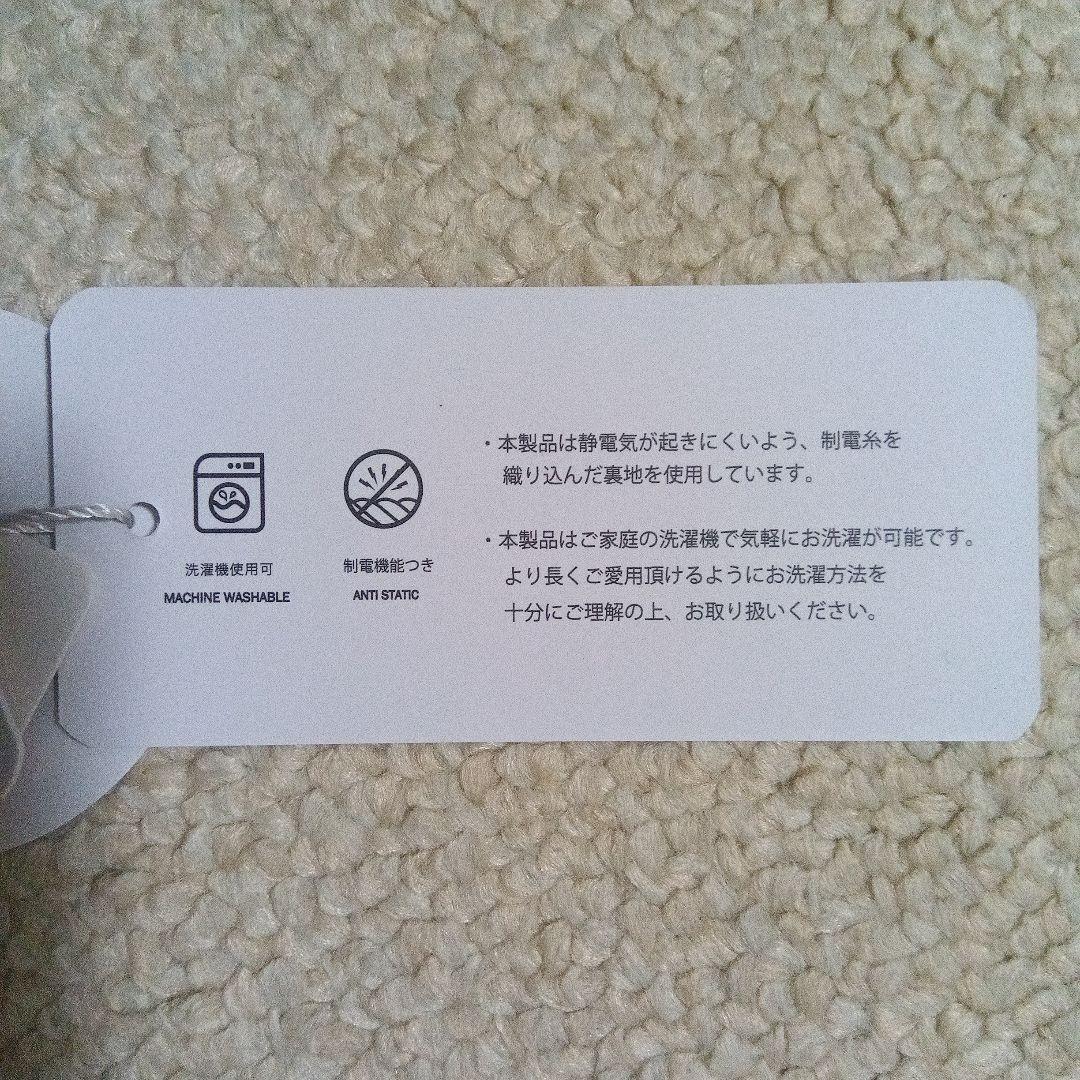 洗濯機使用可
MACHINE WASHABLE
制電機能つき
ANTI STATIC
・本製品は静電気が起きにくいよう、制電糸を
織り込んだ裏地を使用しています。
・本製品はご家庭の洗濯機で気軽にお洗濯が可能です。
より長くご愛用頂けるようにお洗濯方法を
十分にご理解の上、お取り扱いください。